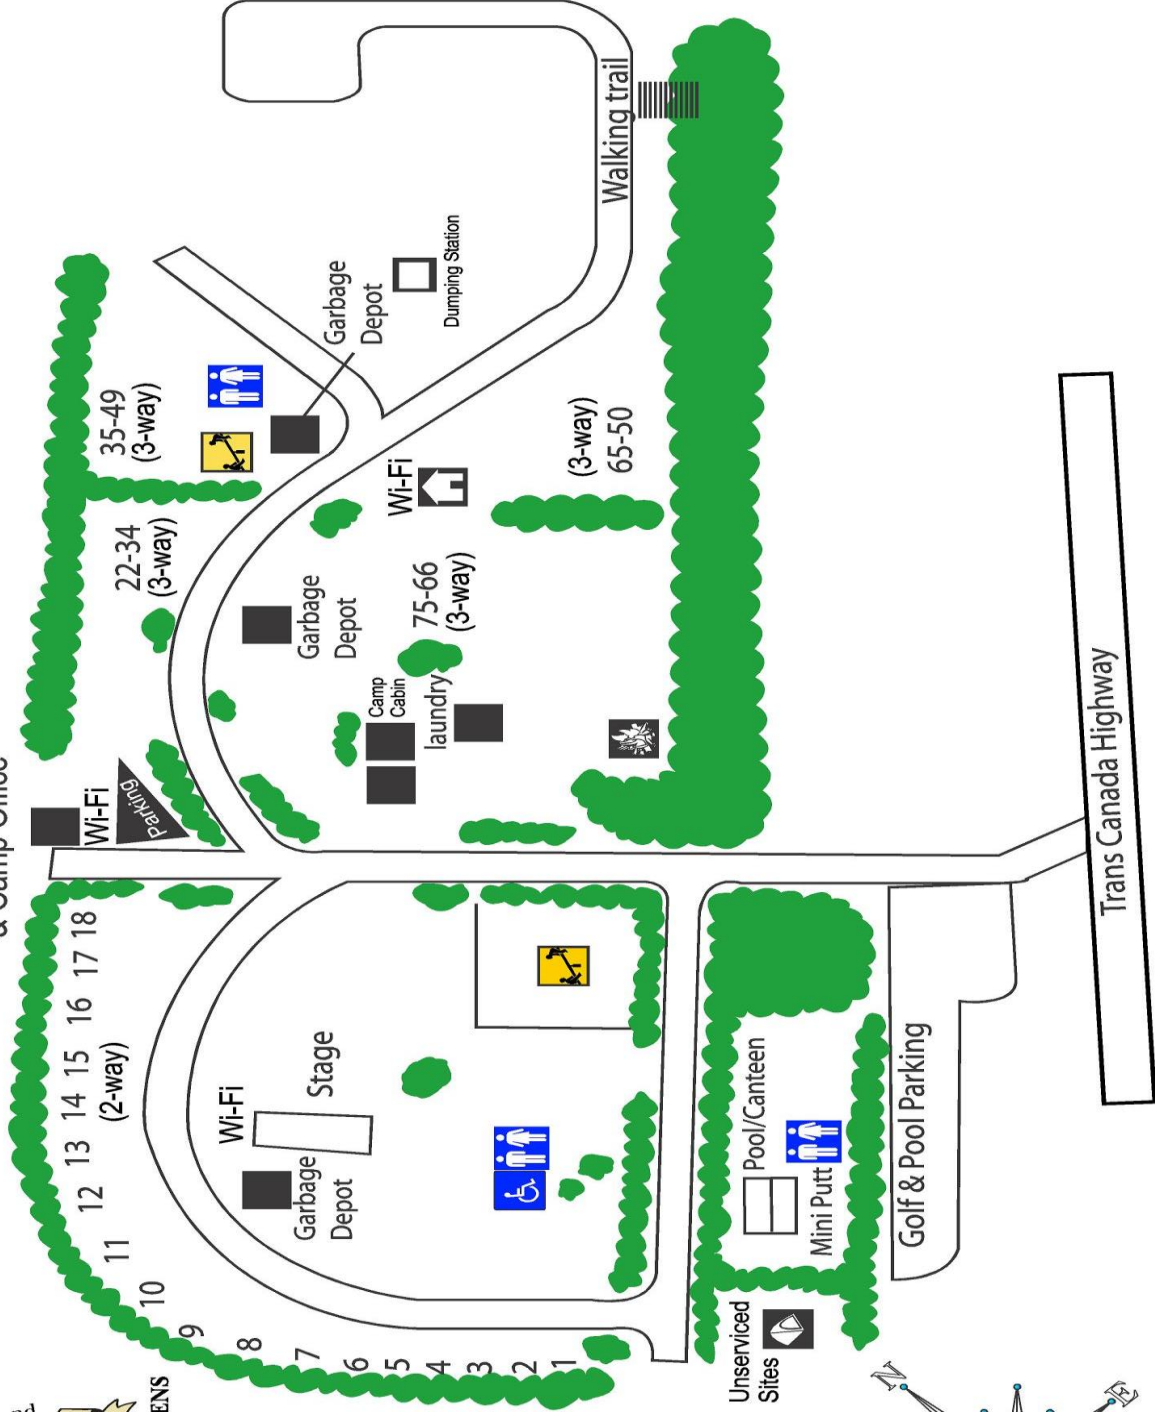 & Camp Office
Wi-Fi
Parking
35-49
(3-way)
22-34
(3-way)
Garbage
Depot
Dumping Station
Walking trail
Wi-Fi
(3-way)
65-50
Garbage
Depot
75-66
(3-way)
Camp
Cabin
laundry
18
17
16
15
14
13
12
11
10
9
8
7
6
5
4
3
2
1
(2-way)
Wi-Fi
Stage
Garbage
Depot
Pool/Canteen
Mini Putt
Unserviced
Sites
Golf & Pool Parking
Trans Canada Highway
N
E
ENS